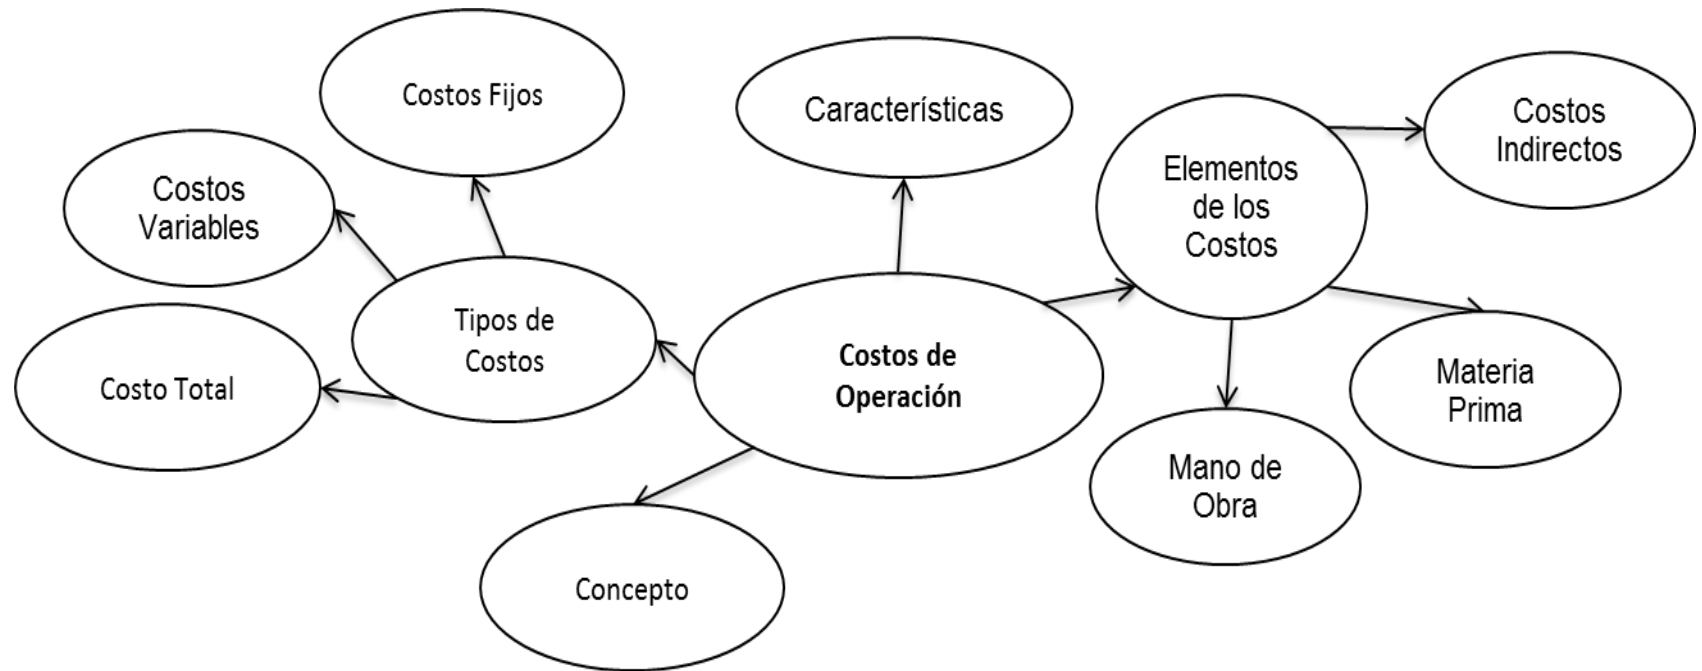 Costos Fijos
Característícas
Costos
Indirectos
Elementos
de los
Costos
Costos
Variables
Tipos de
Costos
Costos de
Operación
Costo Total
Materia
Prima
Mano de
Obra
Concepto